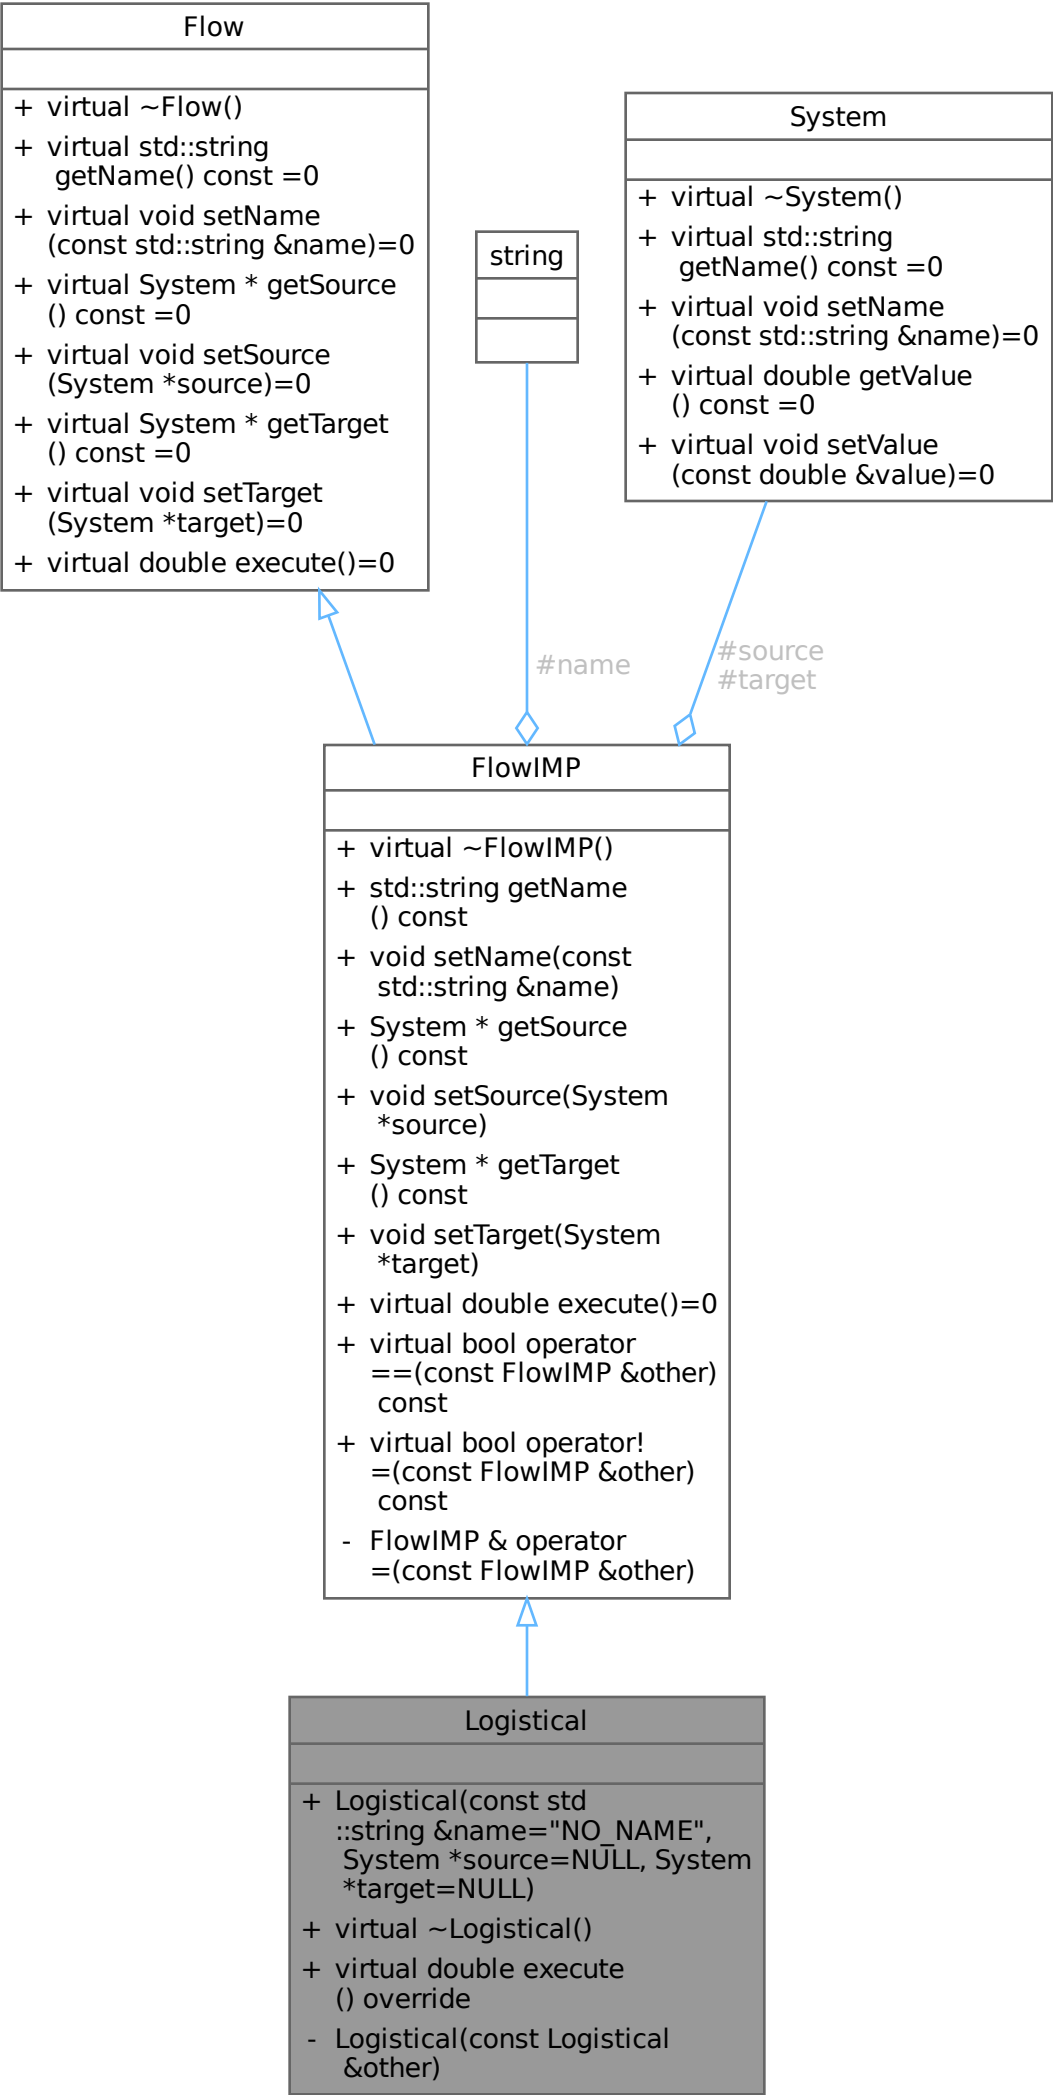 Flow
+ virtual ~Flow()
+ virtual std::string
getName() const =0
+ virtual void setName
(const std::string &name)=0
+ virtual System * getSource
() const =0
+ virtual void setSource
(System *source)=0
+ virtual System * getTarget
() const =0
+ virtual void setTarget
(System *target)=0
+ virtual double execute()=0
string
System
+ virtual ~System()
+ virtual std::string
getName() const =0
+ virtual void setName
(const std::string &name)=0
+ virtual double getValue
() const =0
+ virtual void setValue
(const double &value)=0
#name
#source
#target
FlowIMP
+ virtual ~FlowIMP()
+ std::string getName
() const
+ void setName(const
std::string &name)
+ System * getSource
() const
+ void setSource(System
*source)
+ System * getTarget
() const
+ void setTarget(System
*target)
+ virtual double execute()=0
+ virtual bool operator
==(const FlowIMP &other)
const
+ virtual bool operator!
=(const FlowIMP &other)
const
- FlowIMP & operator
=(const FlowIMP &other)
Logistical
+ Logistical(const std
::string &name="NO_NAME",
System *source=NULL, System
*target=NULL)
+ virtual ~Logistical()
+ virtual double execute
() override
- Logistical(const Logistical
&other)